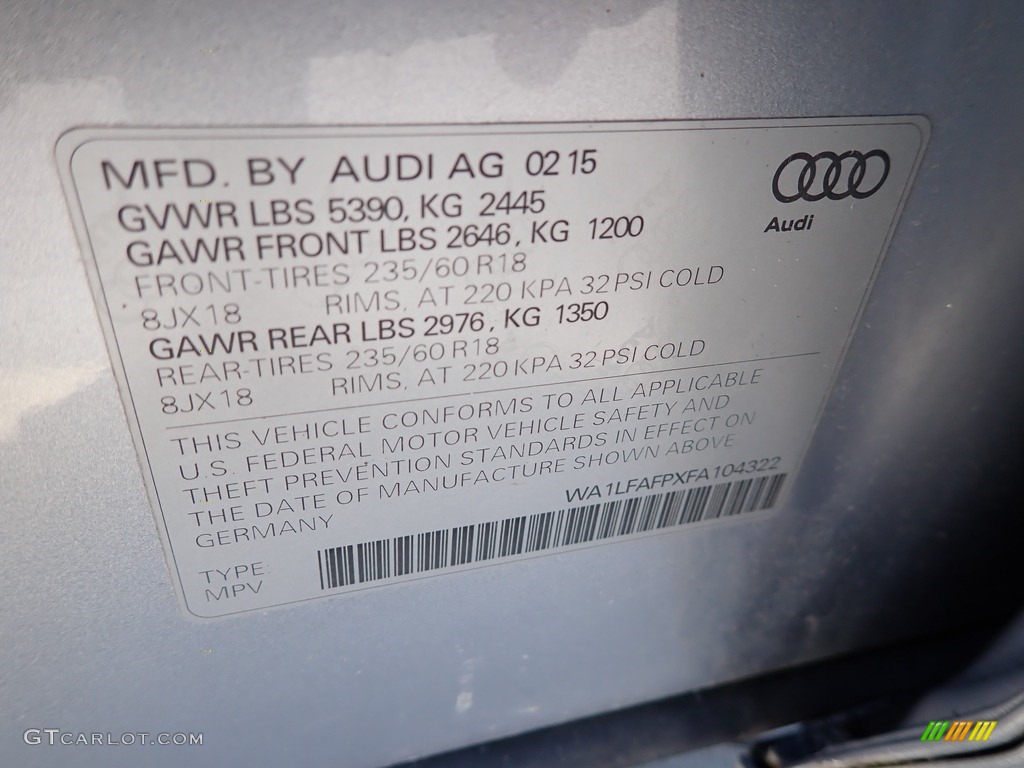 MFD. BY AUDI AG 02 15
GVWR LBS 5390, KG 2445
GAWR FRONT LBS 2646, KG 1200
FRONT-TIRES 235/60 R18
8JX18 RIMS, AT 220 KPA 32 PSI COLD
GAWR REAR LBS 2976, KG 1350
REAR-TIRES 235/60 R18
8JX18 RIMS, AT 220 KPA 32 PSI COLD
Audi
THIS VEHICLE CONFORMS TO ALL APPLICABLE
U.S. FEDERAL MOTOR VEHICLE SAFETY AND
THEFT PREVENTION STANDARDS IN EFFECT ON
THE DATE OF MANUFACTURE SHOWN ABOVE
GERMANY
WA1LFAFPXFA104322
TYPE:
MPV
GTCARLOT.COM